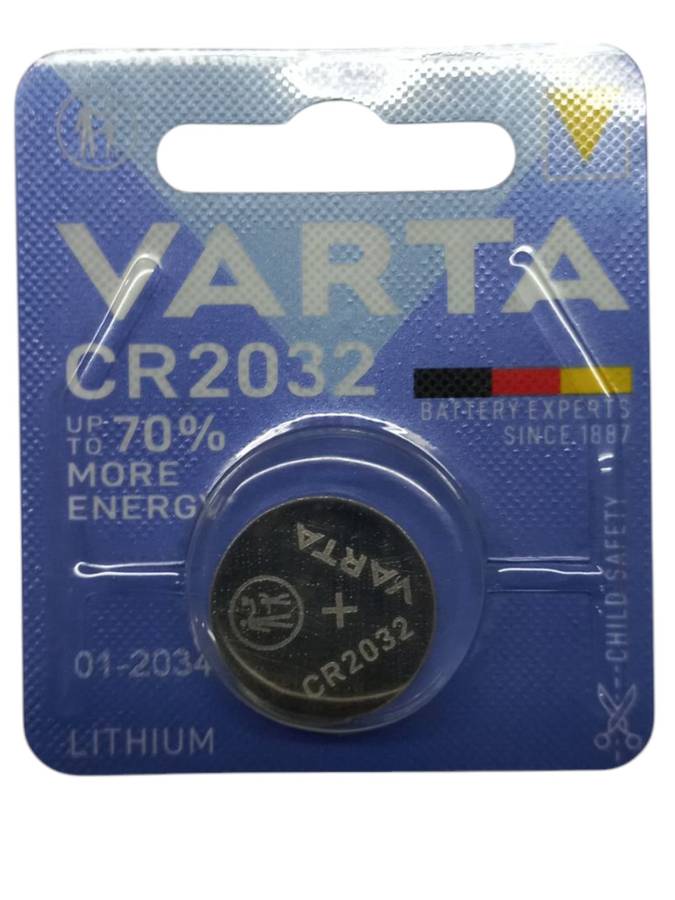 VARTA
CR2032
BATTERY EXPERTS
SINCE 1887
UP
TO 70%
MORE
ENERGY
CHILD SAFETY
VARTA
+
CR2032
01-2034
LITHIUM